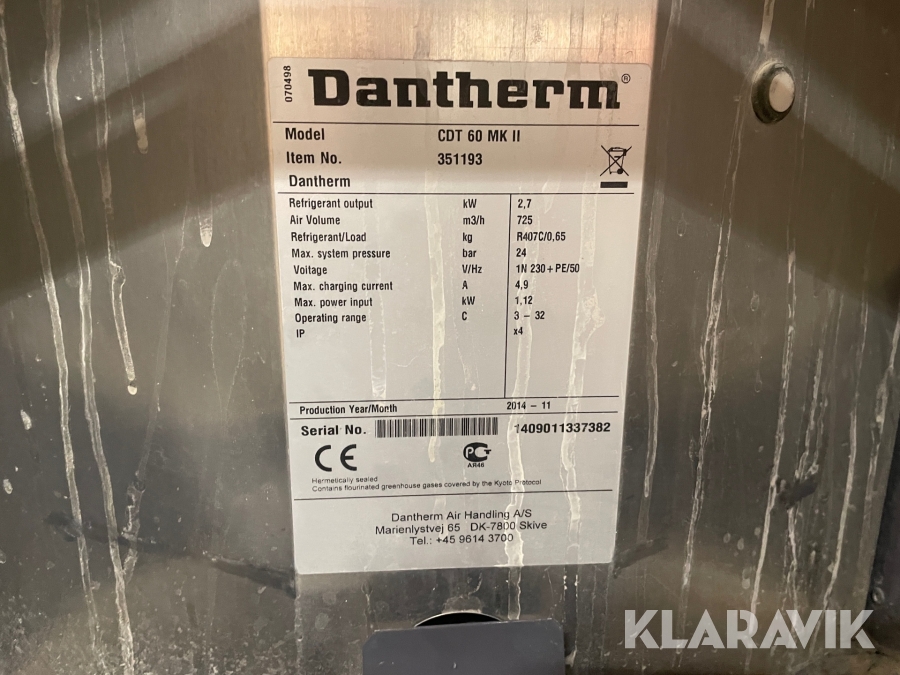 070498
Dantherm®
Model CDT 60 MK II
Item No. 351193
Dantherm
Refrigerant output kW 2,7
Air Volume m3/h 725
Refrigerant/Load kg R407C/0,65
Max. system pressure bar 24
Voltage V/Hz 1N 230+PE/50
Max. charging current A 4,9
Max. power input kW 1,12
Operating range C 3 - 32
IP x4
Production Year/Month 2014 - 11
Serial No. 1409011337382
CE
PCT
АЯ46
Hermetically sealed
Contains flourinated greenhouse gases covered by the Kyoto Protocol
Dantherm Air Handling A/S
Marienlystvej 65 DK-7800 Skive
Tel.: +45 9614 3700
KLARAVIK